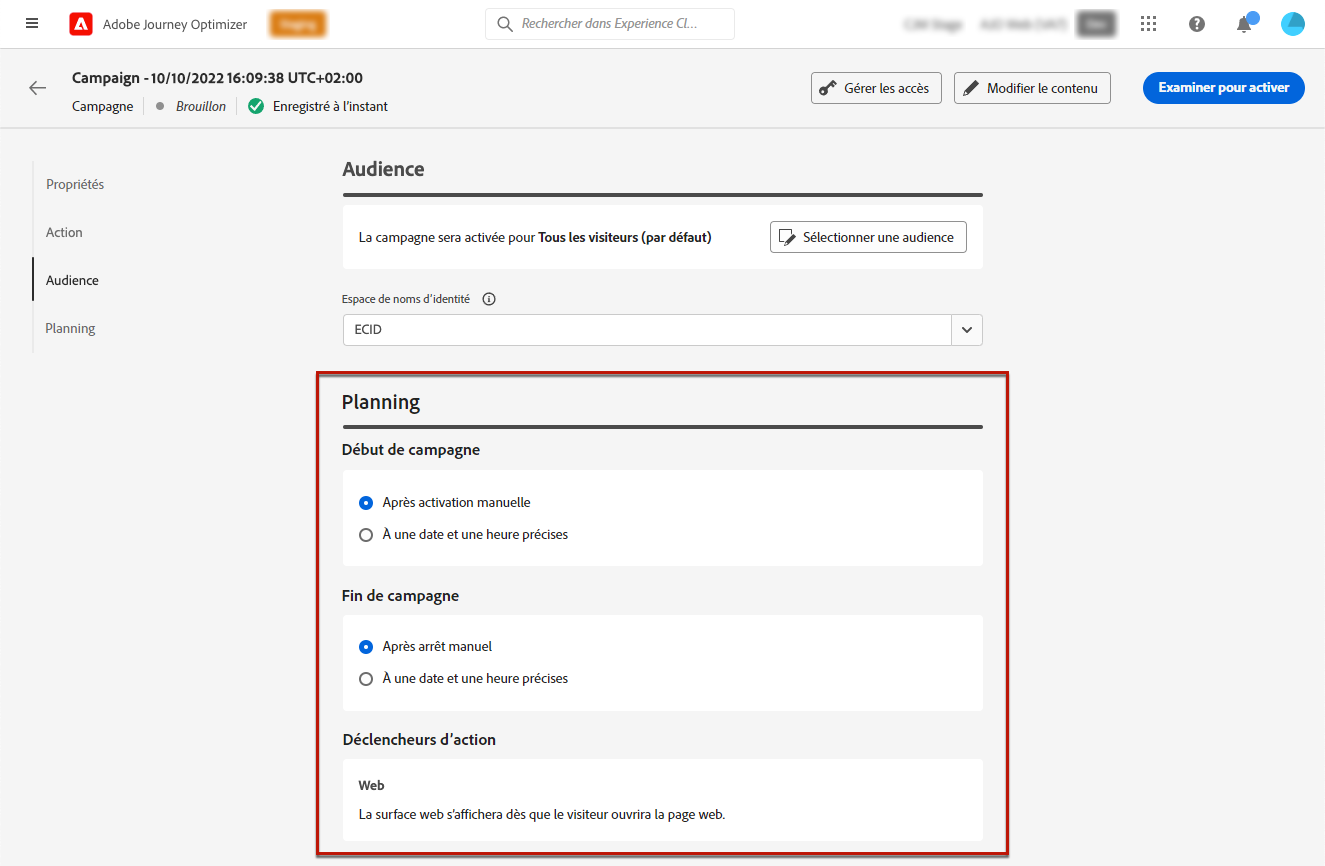 Adobe Journey Optimizer
Rechercher dans Experience Cl...
Campaign - 10/10/2022 16:09:38 UTC+02:00
Campagne
Brouillon
Enregistré à l’instant
Gérer les accès
Modifier le contenu
Examiner pour activer
Propriétés
Action
Audience
Planning
Audience
La campagne sera activée pour Tous les visiteurs (par défaut)
Sélectionner une audience
Espace de noms d’identité
ECID
Planning
Début de campagne
Après activation manuelle
À une date et une heure précises
Fin de campagne
Après arrêt manuel
À une date et une heure précises
Déclencheurs d’action
Web
La surface web s’affichera dès que le visiteur ouvrira la page web.